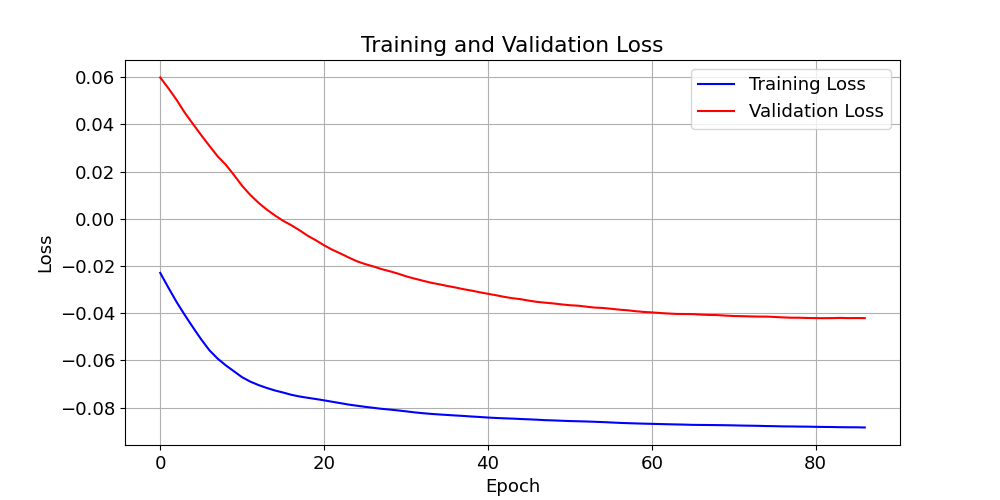 Training and Validation Loss
Training Loss
Validation Loss
0.06
0.04
0.02
0.00
−0.02
−0.04
−0.06
−0.08
Loss
0 20 40 60 80
Epoch